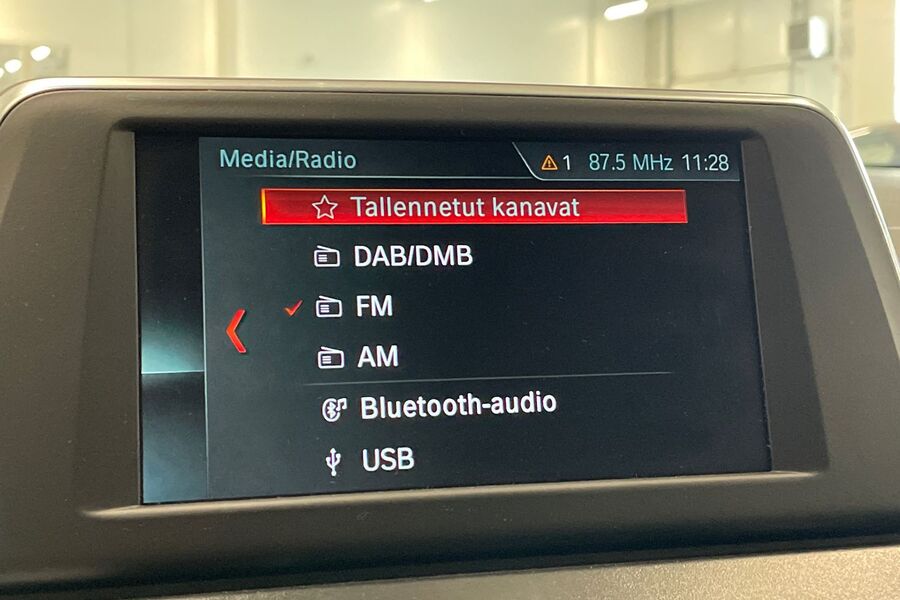 Media/Radio 1 87.5 MHz 11:28
Tallennetut kanavat
DAB/DMB
FM
AM
Bluetooth-audio
USB